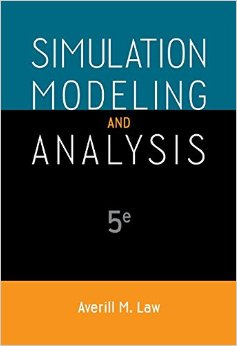 SIMULATION
MODELING
AND
ANALYSIS
5e
Averill M. Law